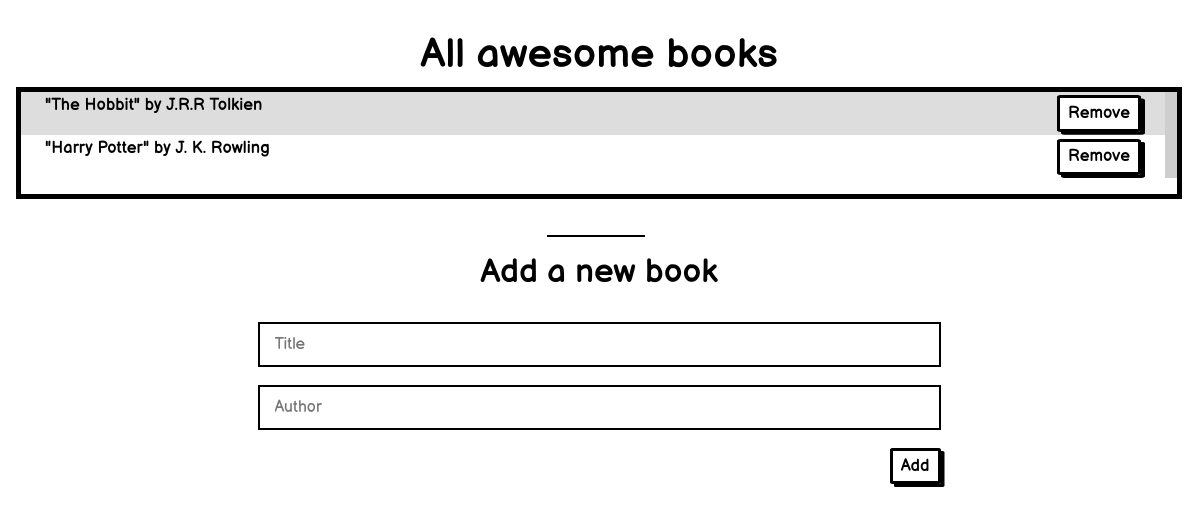 All awesome books
"The Hobbit" by J.R.R Tolkien
Remove
"Harry Potter" by J. K. Rowling
Remove
Add a new book
Title
Author
Add